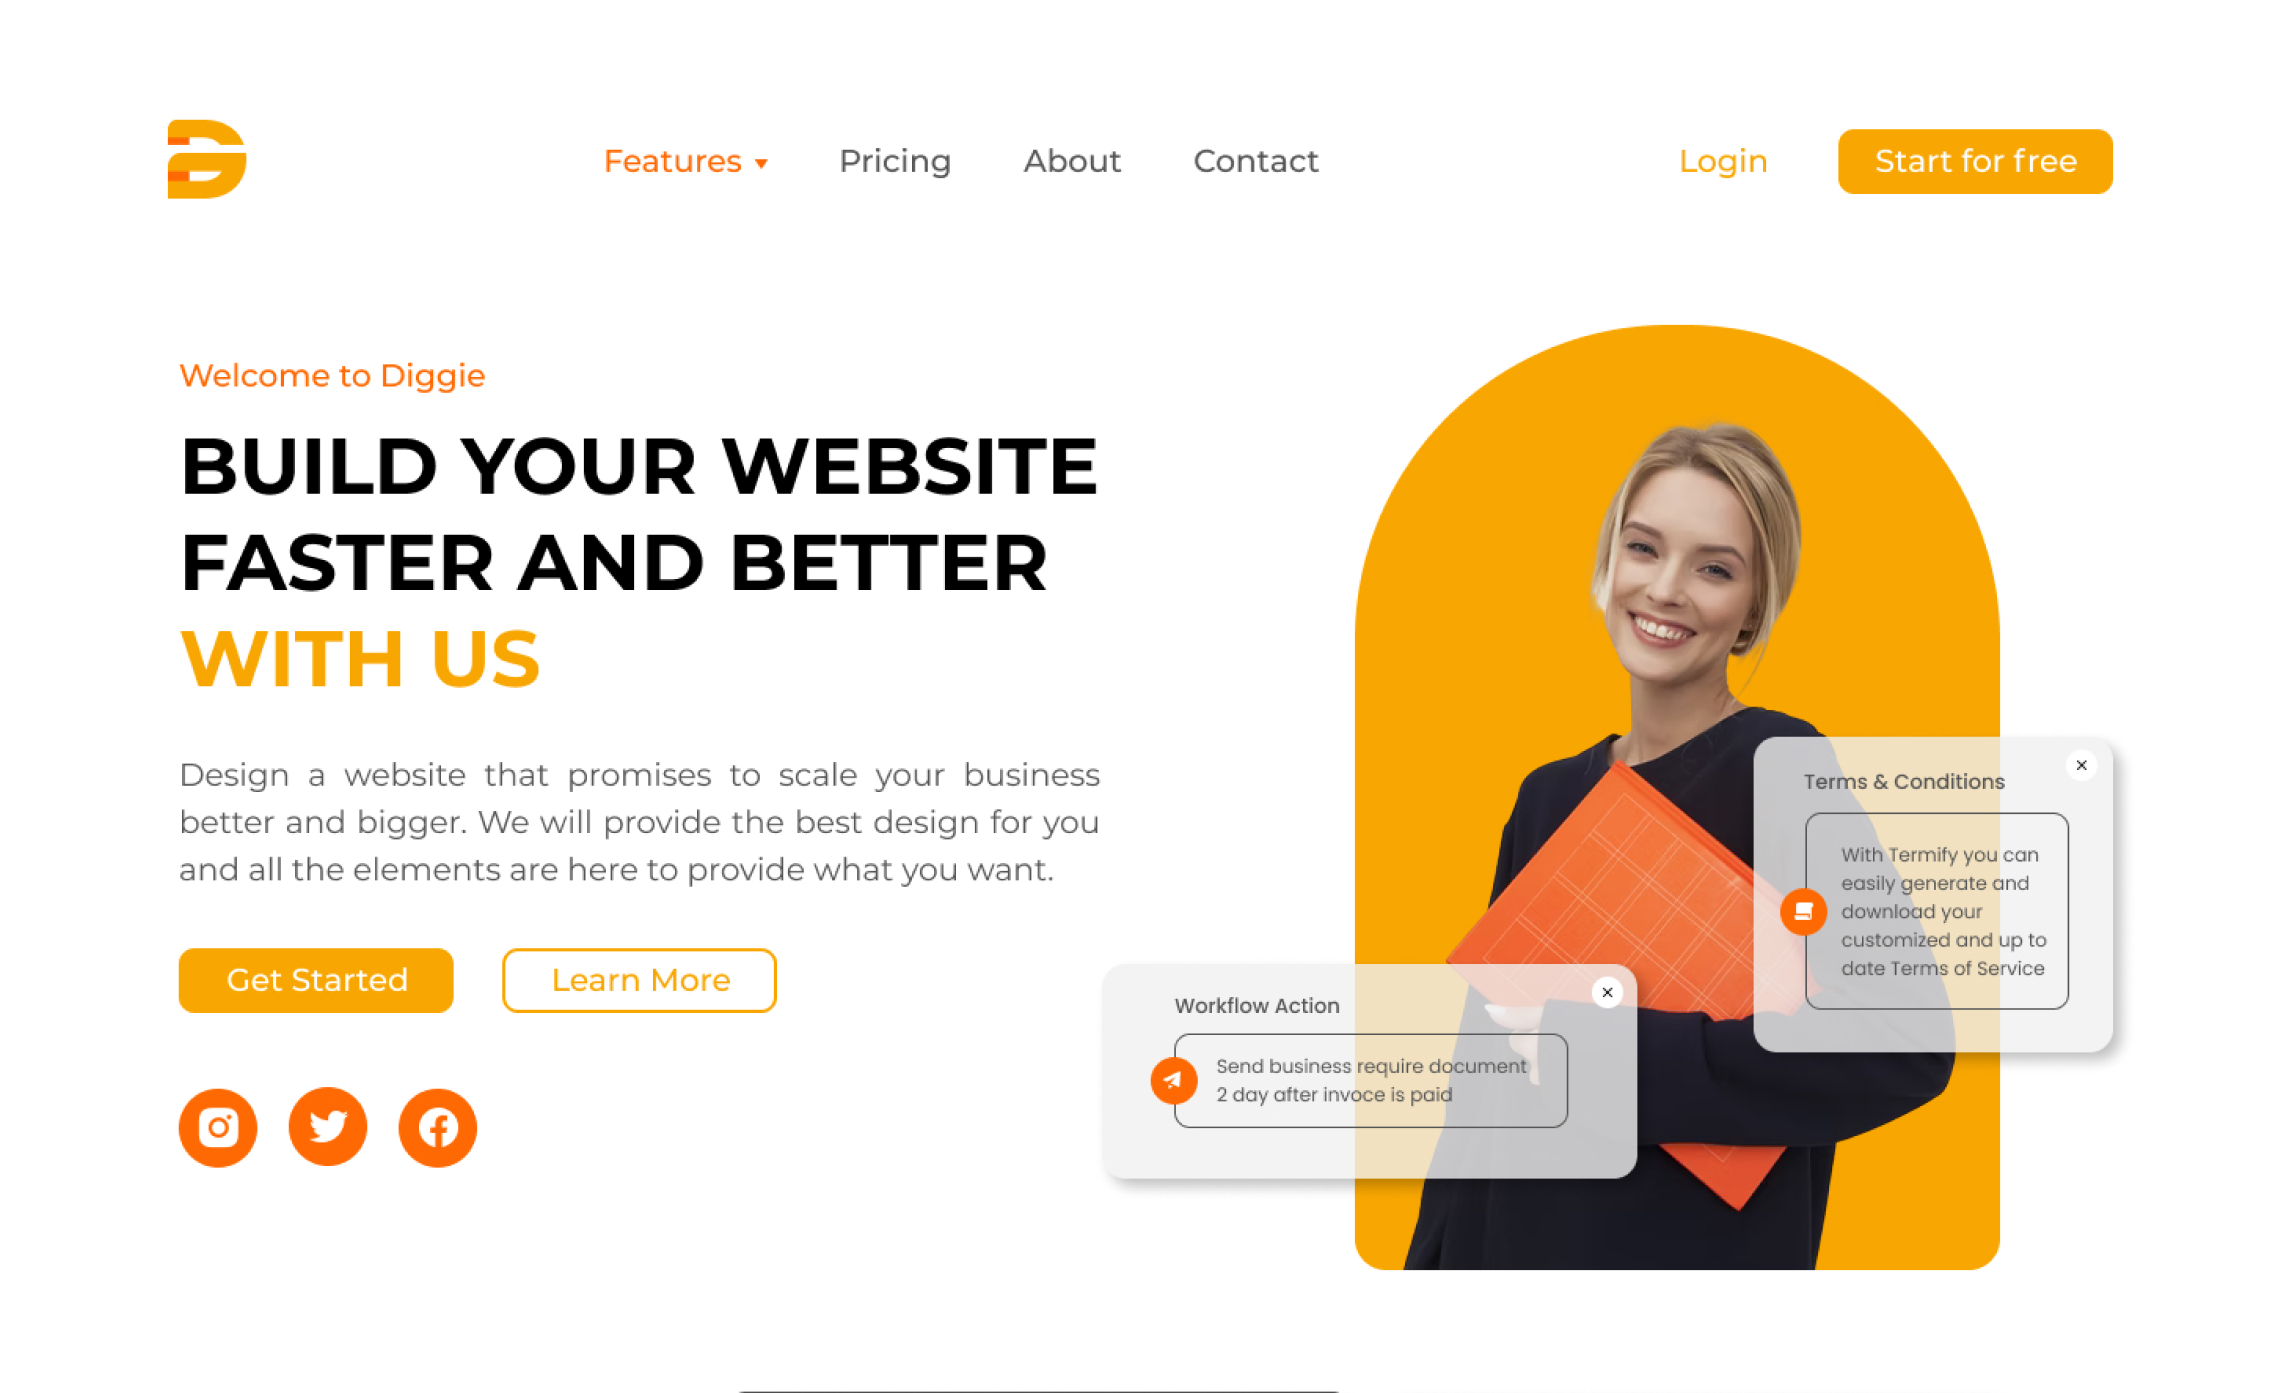 Features
Pricing
About
Contact
Login
Start for free
Welcome to Diggie
BUILD YOUR WEBSITE
FASTER AND BETTER
WITH US
Design a website that promises to scale your business
better and bigger. We will provide the best design for you
and all the elements are here to provide what you want.
Get Started
Learn More
Terms & Conditions
With Termify you can
easily generate and
download your
customized and up to
date Terms of Service
Workflow Action
Send business require document
2 day after invoce is paid